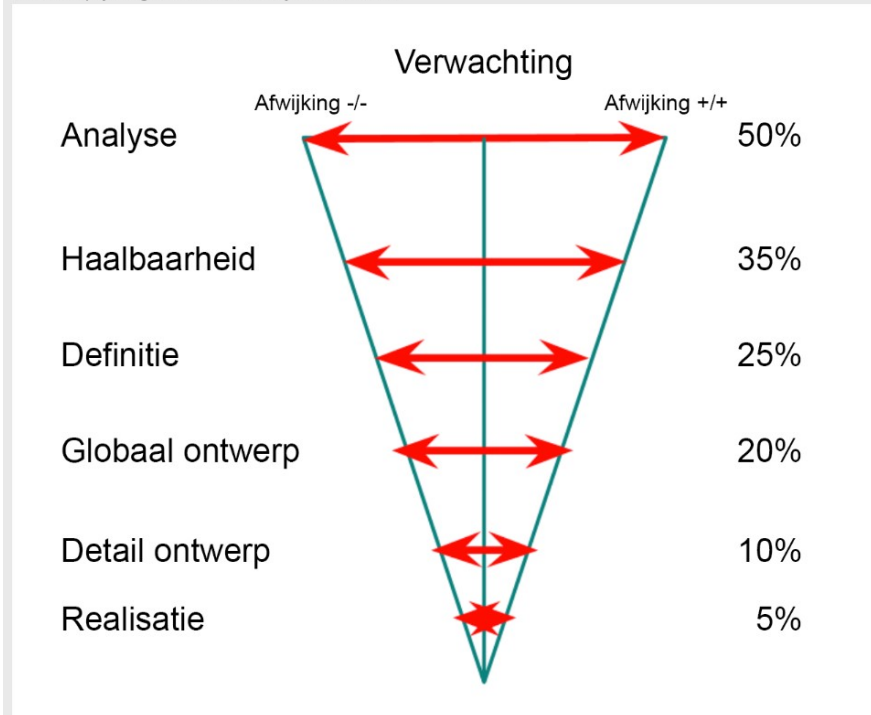 Verwachting
Afwijking -/- Afwijking +/+
Analyse 50%
Haalbaarheid 35%
Definitie 25%
Globaal ontwerp 20%
Detail ontwerp 10%
Realisatie 5%